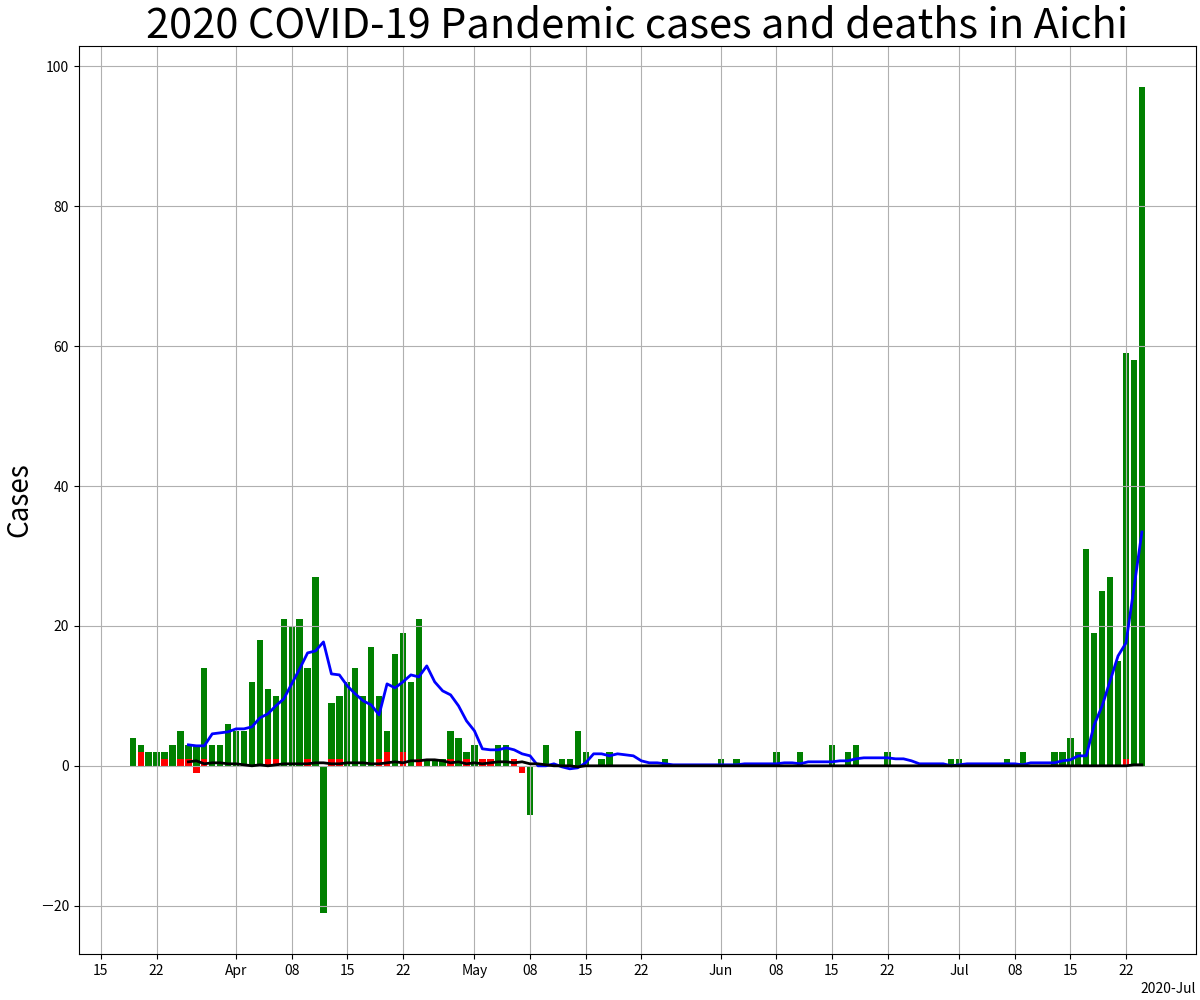 2020 COVID-19 Pandemic cases and deaths in Aichi
Cases
100
80
60
40
20
0
−20
15 22 Apr 08 15 22 May 08 15 22 Jun 08 15 22 Jul 08 15 22
2020-Jul